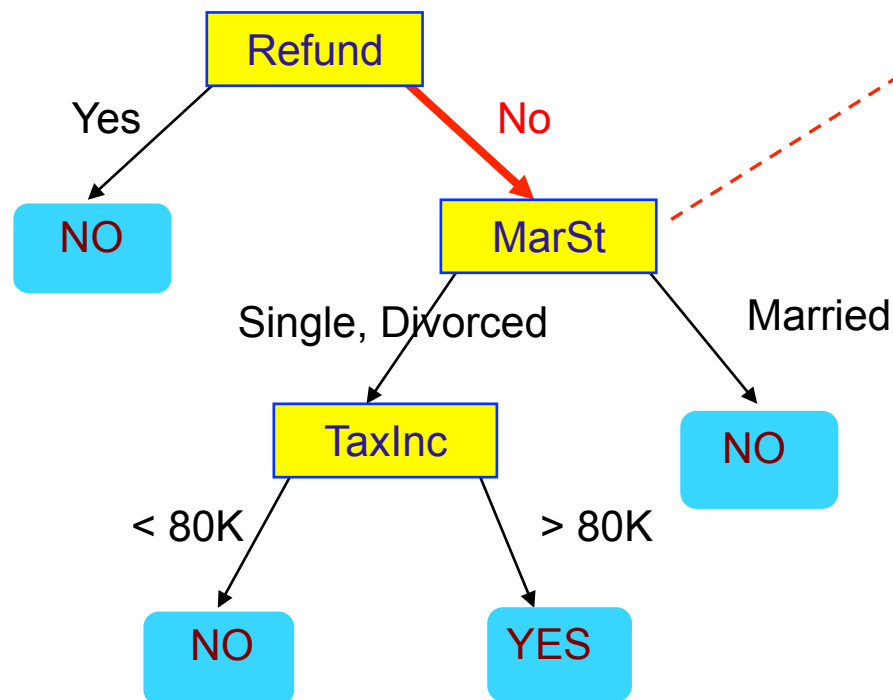 Refund
Yes
No
NO
MarSt
Single, Divorced
Married
TaxInc
NO
< 80K
> 80K
NO
YES